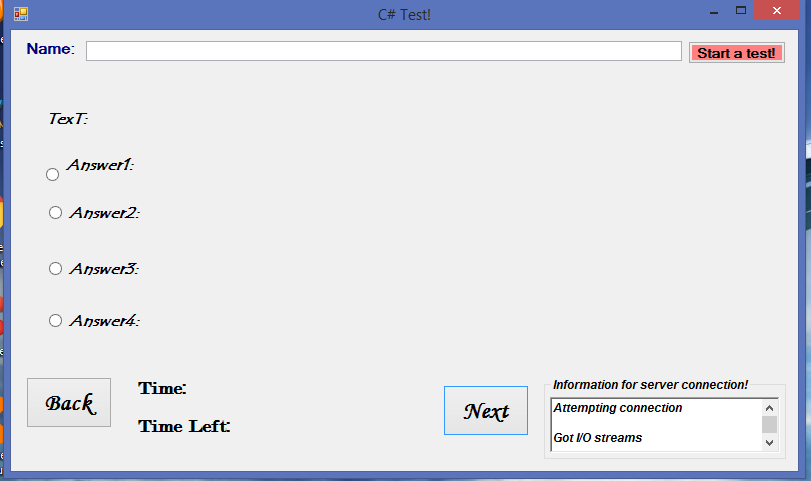 C# Test!
Name:
Start a test!
TexT:
Answer1:
Answer2:
Answer3:
Answer4:
Back
Time:
Time Left:
Next
Information for server connection!
Attempting connection
Got I/O streams